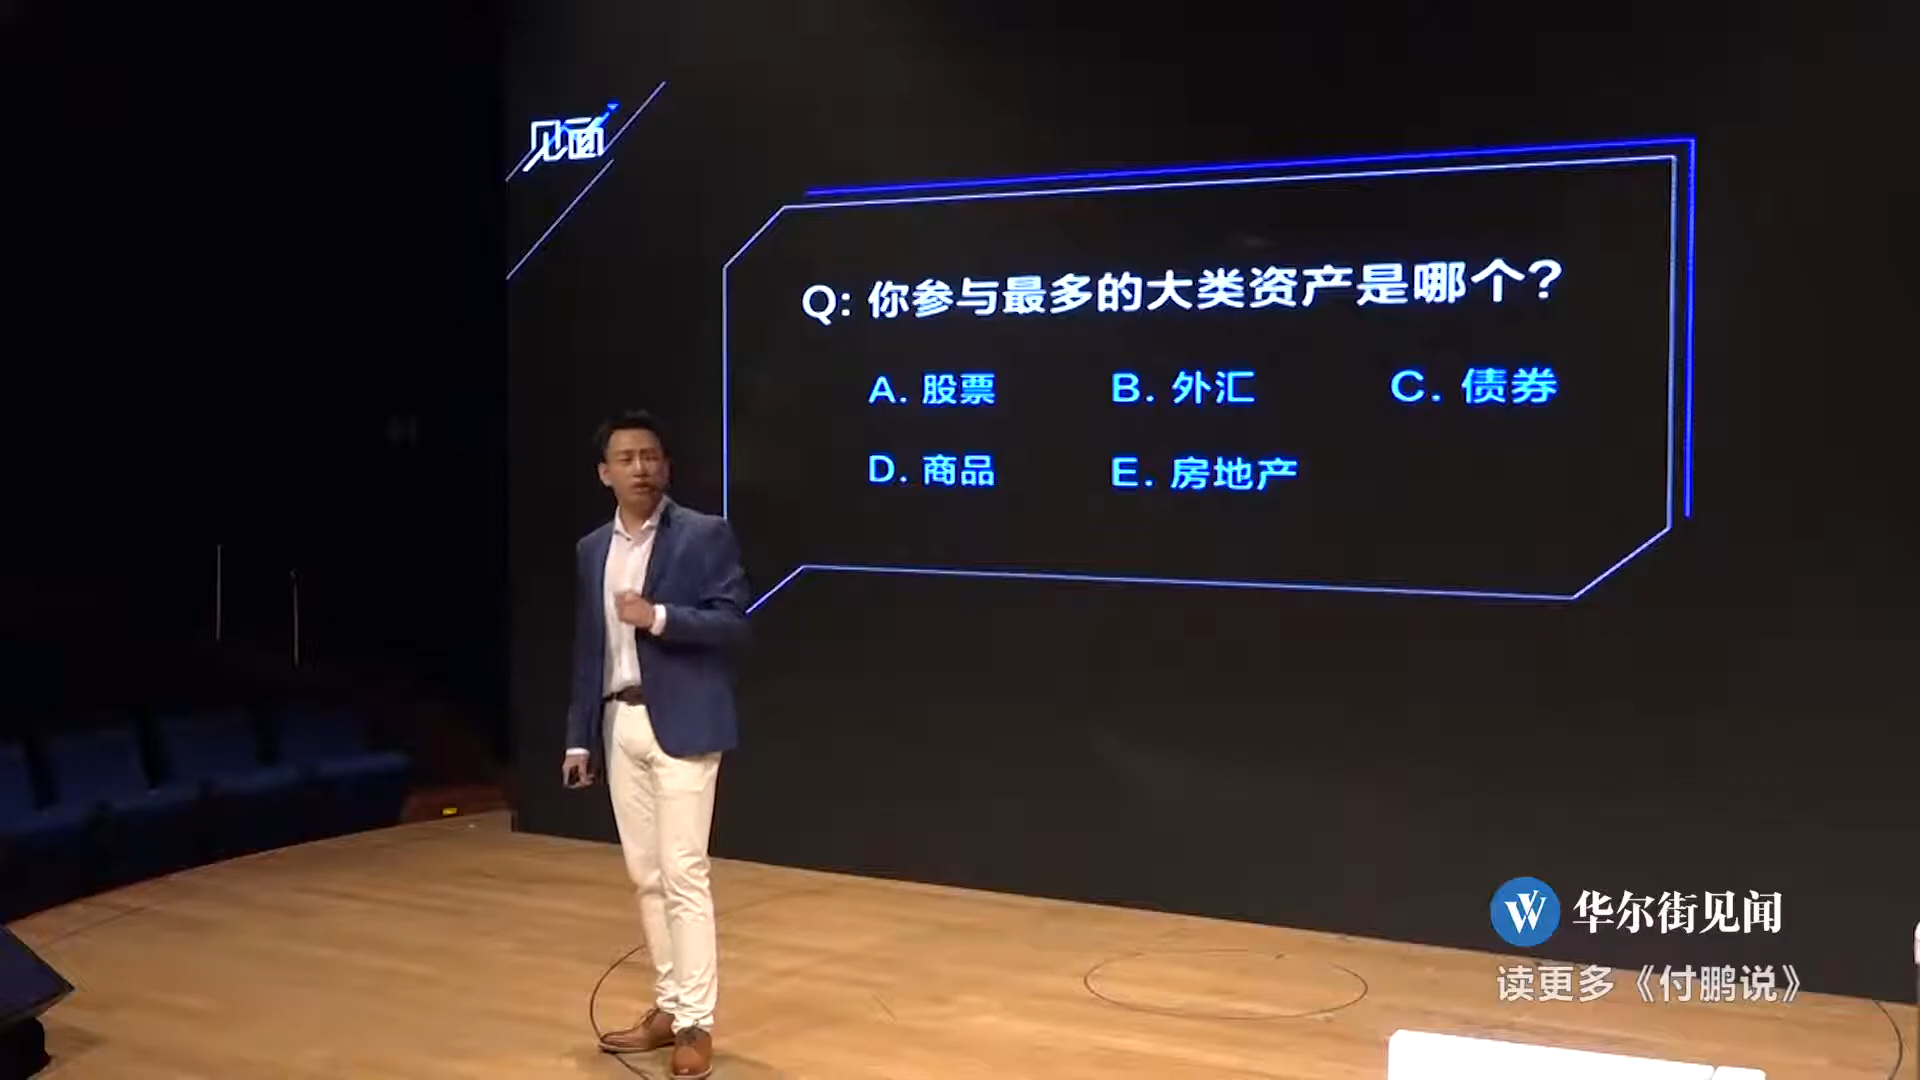 见面
Q: 你参与最多的大类资产是哪个?
A. 股票 B. 外汇 C. 债券
D. 商品 E. 房地产
华尔街见闻
读更多《付鹏说》